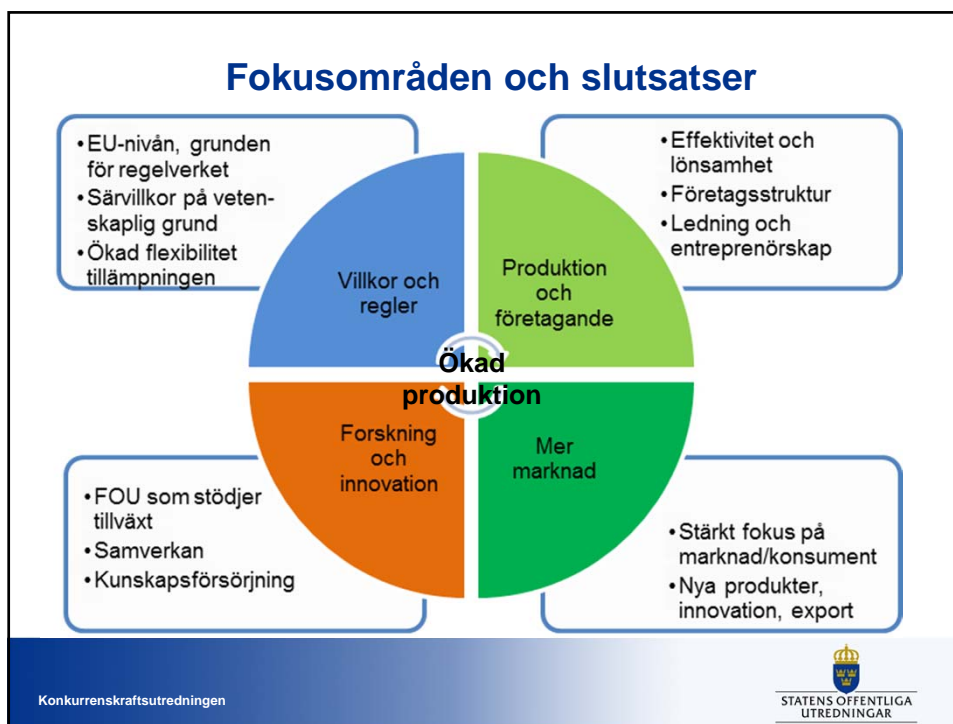 Fokusområden och slutsatser
•EU-nivån, grunden
för regelverket
•Särvillkor på veten-
skaplig grund
•Ökad flexibilitet
tillämpningen
•Effektivitet och
lönsamhet
•Företagsstruktur
•Ledning och
entreprenörskap
Villkor och
regler
Produktion
och
företagande
Ökad
produktion
Forskning
och
innovation
Mer
marknad
•FOU som stödjer
tillväxt
•Samverkan
•Kunskapsförsörjning
•Stärkt fokus på
marknad/konsument
•Nya produkter,
innovation, export
Konkurrenskraftsutredningen
STATENS OFFENTLIGA
UTREDNINGAR